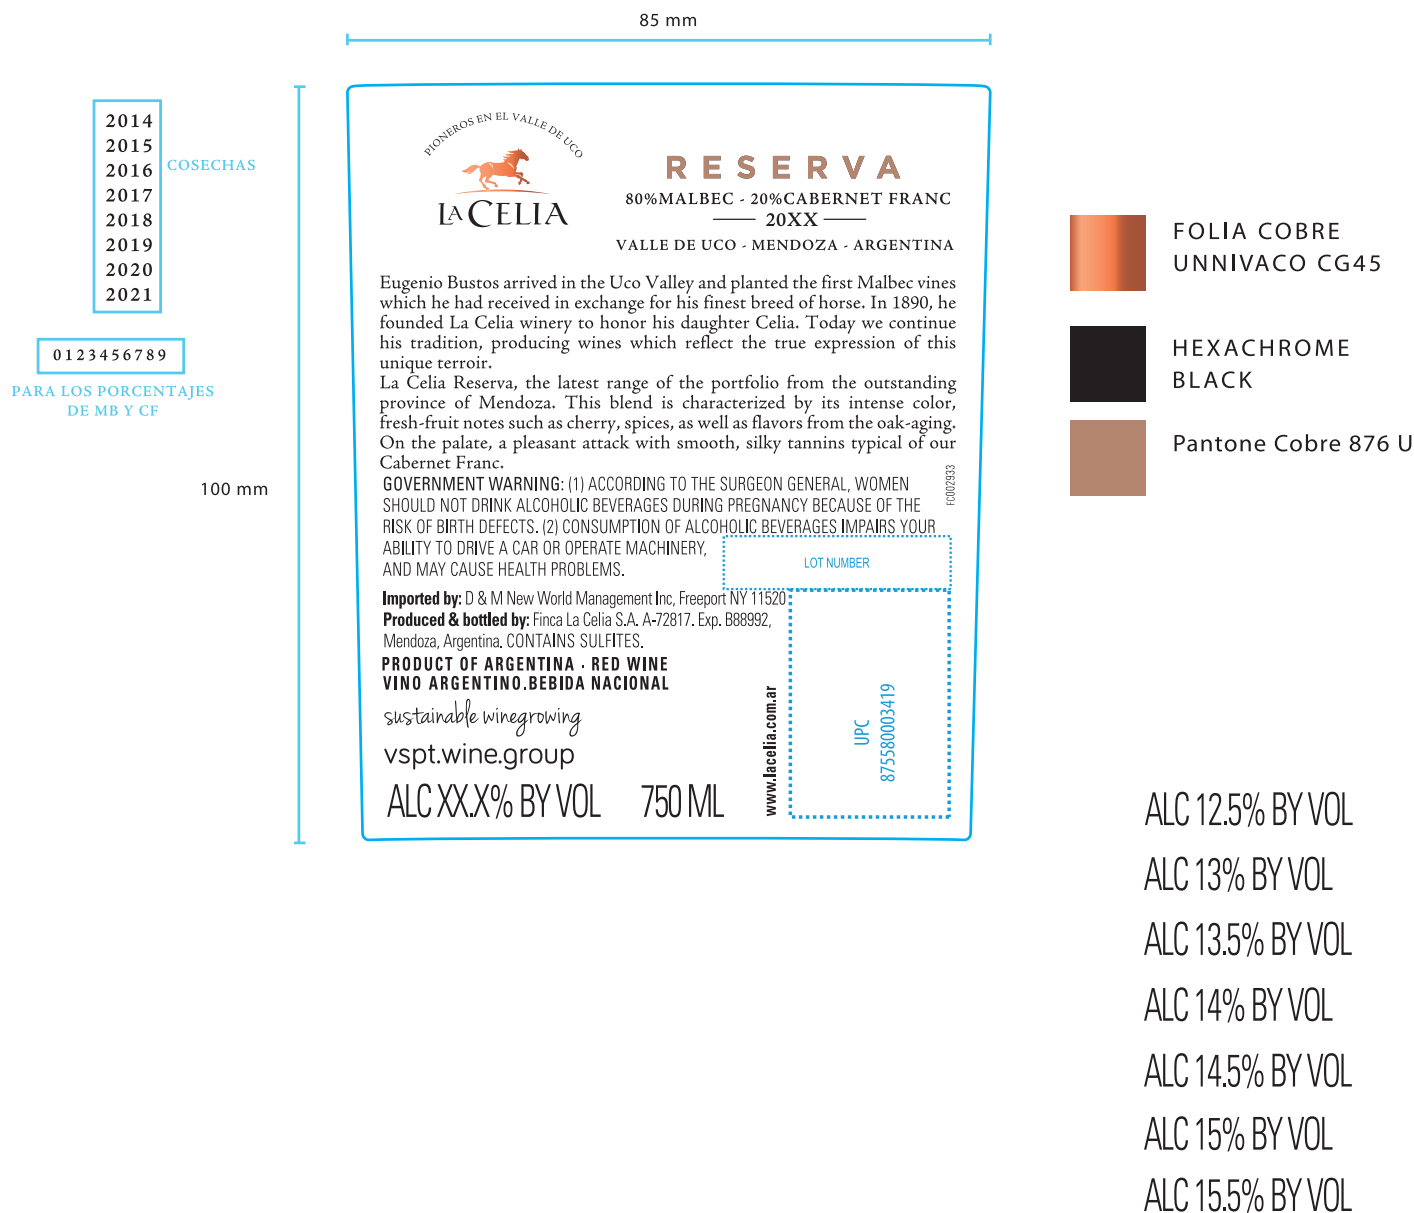 85 mm
2014
2015
2016
2017
2018
2019
2020
2021
COSECHAS
0123456789
PARA LOS PORCENTAJES
DE MB Y CF
100 mm
PIONEROS EN EL VALLE DE UCO
LA CELIA
RESERVA
80%MALBEC - 20%CABERNET FRANC
20XX
VALLE DE UCO - MENDOZA - ARGENTINA
Eugenio Bustos arrived in the Uco Valley and planted the first Malbec vines
which he had received in exchange for his finest breed of horse. In 1890, he
founded La Celia winery to honor his daughter Celia. Today we continue
his tradition, producing wines which reflect the true expression of this
unique terroir.
La Celia Reserva, the latest range of the portfolio from the outstanding
province of Mendoza. This blend is characterized by its intense color,
fresh-fruit notes such as cherry, spices, as well as flavors from the oak-aging.
On the palate, a pleasant attack with smooth, silky tannins typical of our
Cabernet Franc.
GOVERNMENT WARNING: (1) ACCORDING TO THE SURGEON GENERAL, WOMEN
SHOULD NOT DRINK ALCOHOLIC BEVERAGES DURING PREGNANCY BECAUSE OF THE
RISK OF BIRTH DEFECTS. (2) CONSUMPTION OF ALCOHOLIC BEVERAGES IMPAIRS YOUR
ABILITY TO DRIVE A CAR OR OPERATE MACHINERY,
AND MAY CAUSE HEALTH PROBLEMS.
FC002933
LOT NUMBER
Imported by: D & M New World Management Inc, Freeport NY 11520
Produced & bottled by: Finca La Celia S.A. A-72817. Exp. B88992,
Mendoza, Argentina. CONTAINS SULFITES.
PRODUCT OF ARGENTINA · RED WINE
VINO ARGENTINO.BEBIDA NACIONAL
sustainable winegrowing
vspt.wine.group
ALC XX.X% BY VOL 750 ML
www.lacelia.com.ar
UPC
875580003419
FOLIA COBRE
UNNIVACO CG45
HEXACHROME
BLACK
Pantone Cobre 876 U
ALC 12.5% BY VOL
ALC 13% BY VOL
ALC 13.5% BY VOL
ALC 14% BY VOL
ALC 14.5% BY VOL
ALC 15% BY VOL
ALC 15.5% BY VOL